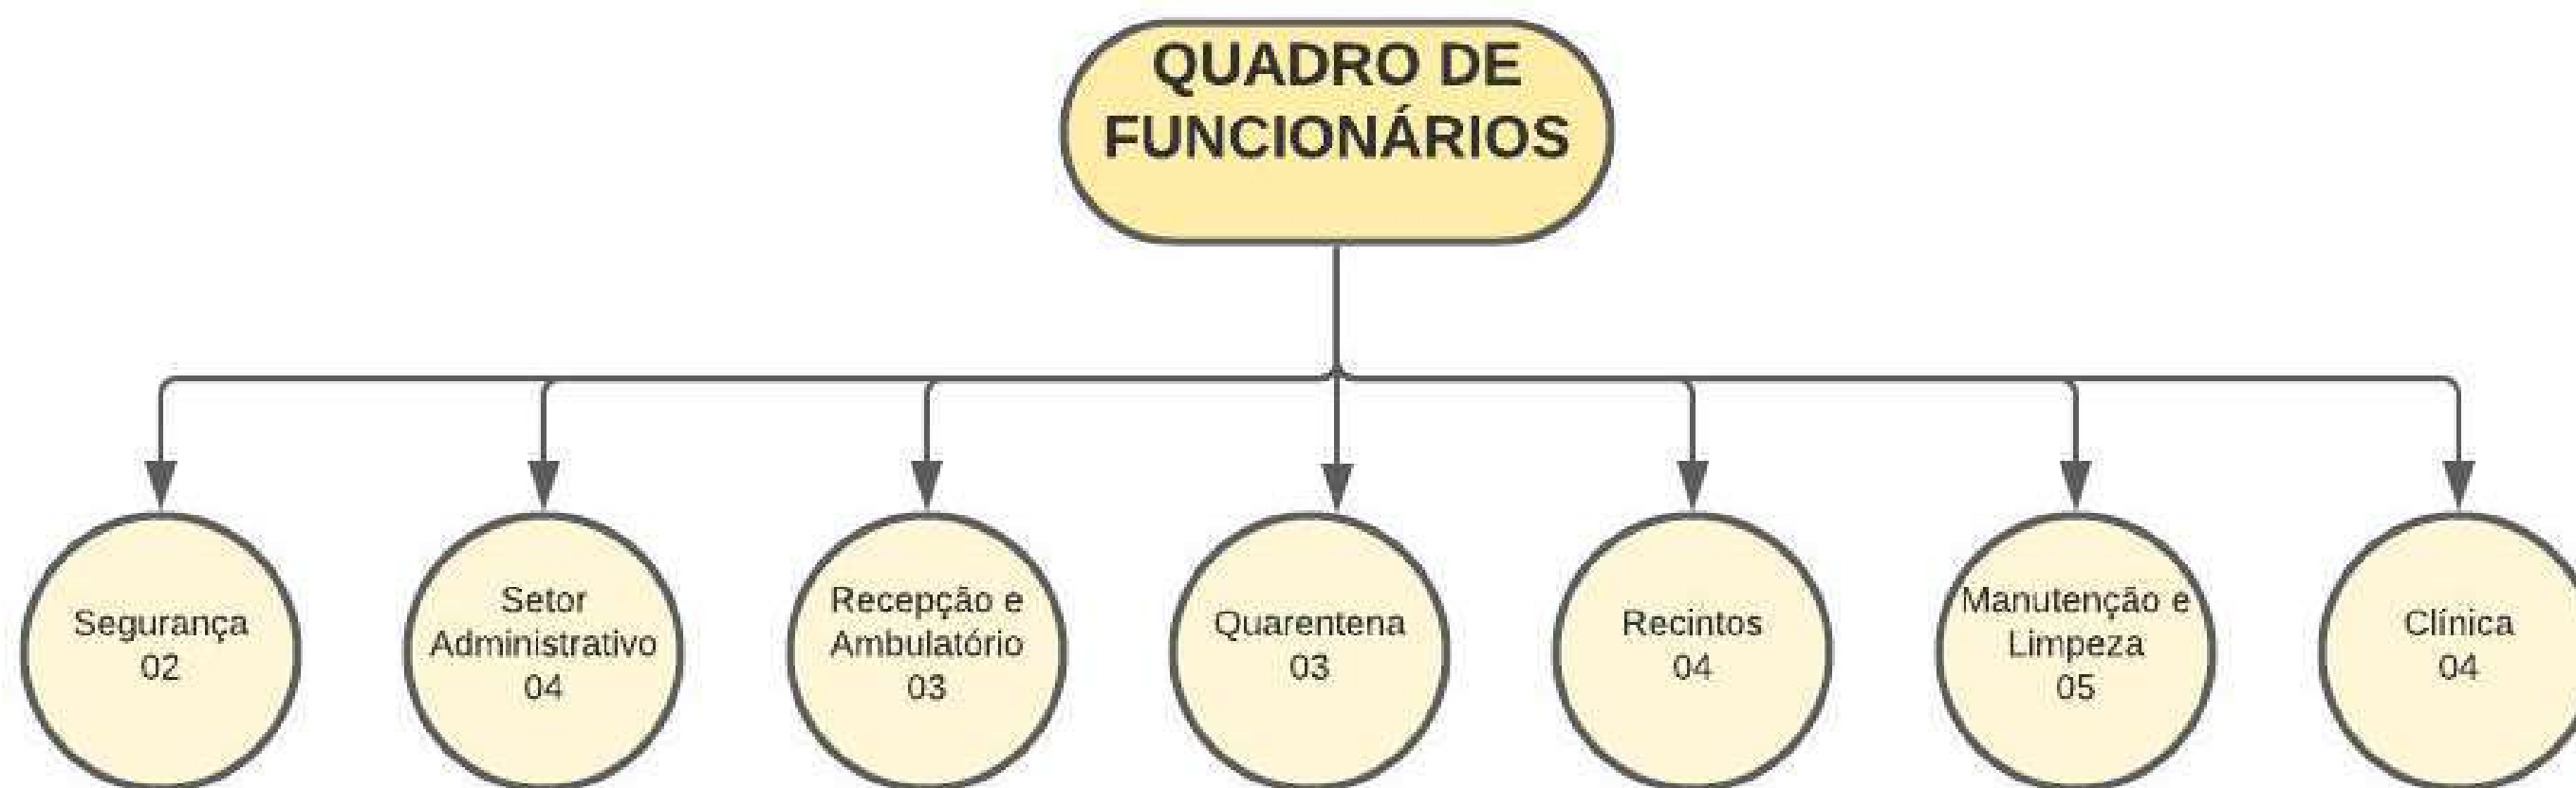 QUADRO DE
FUNCIONÁRIOS
Segurança
02
Setor
Administrativo
04
Recepção e
Ambulatório
03
Quarentena
03
Recintos
04
Manutenção e
Limpeza
05
Clínica
04